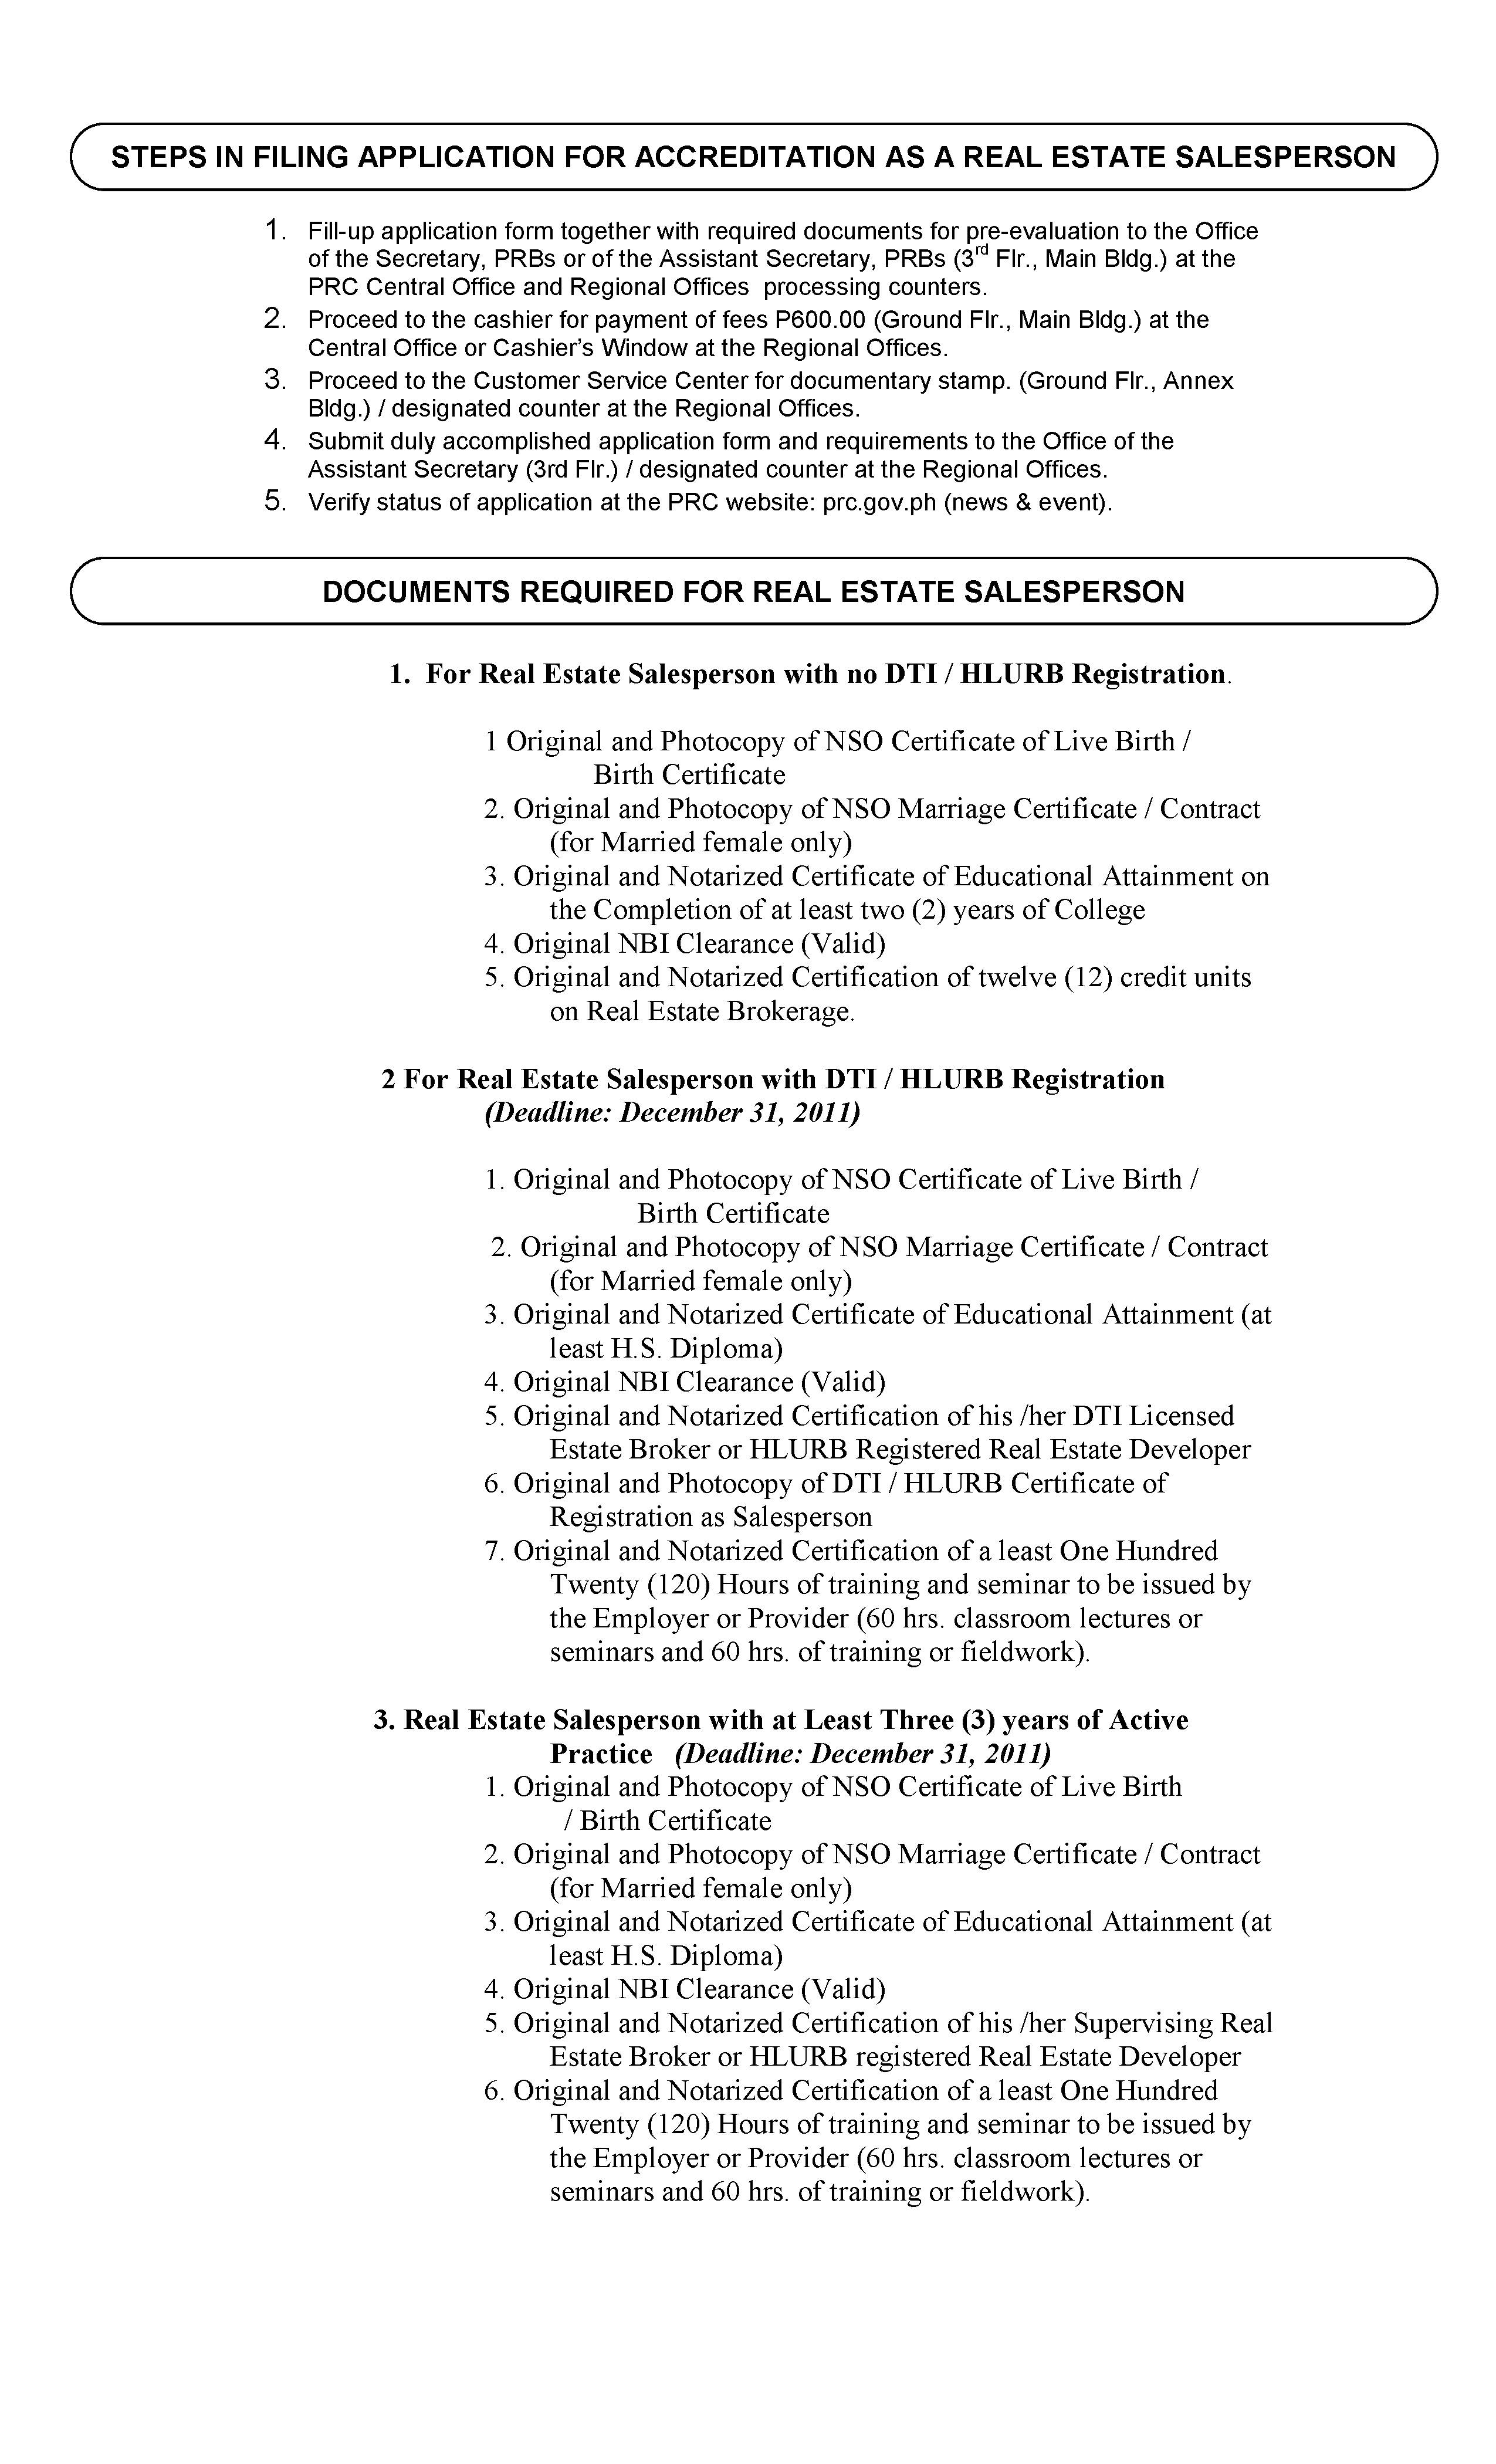 STEPS IN FILING APPLICATION FOR ACCREDITATION AS A REAL ESTATE SALESPERSON
1. Fill-up application form together with required documents for pre-evaluation to the Office
of the Secretary, PRBs or of the Assistant Secretary, PRBs (3rd Flr., Main Bldg.) at the
PRC Central Office and Regional Offices processing counters.
2. Proceed to the cashier for payment of fees P600.00 (Ground Flr., Main Bldg.) at the
Central Office or Cashier’s Window at the Regional Offices.
3. Proceed to the Customer Service Center for documentary stamp. (Ground Flr., Annex
Bldg.) / designated counter at the Regional Offices.
4. Submit duly accomplished application form and requirements to the Office of the
Assistant Secretary (3rd Flr.) / designated counter at the Regional Offices.
5. Verify status of application at the PRC website: prc.gov.ph (news & event).
DOCUMENTS REQUIRED FOR REAL ESTATE SALESPERSON
1. For Real Estate Salesperson with no DTI / HLURB Registration.
1 Original and Photocopy of NSO Certificate of Live Birth /
Birth Certificate
2. Original and Photocopy of NSO Marriage Certificate / Contract
(for Married female only)
3. Original and Notarized Certificate of Educational Attainment on
the Completion of at least two (2) years of College
4. Original NBI Clearance (Valid)
5. Original and Notarized Certification of twelve (12) credit units
on Real Estate Brokerage.
2 For Real Estate Salesperson with DTI / HLURB Registration
(Deadline: December 31, 2011)
1. Original and Photocopy of NSO Certificate of Live Birth /
Birth Certificate
2. Original and Photocopy of NSO Marriage Certificate / Contract
(for Married female only)
3. Original and Notarized Certificate of Educational Attainment (at
least H.S. Diploma)
4. Original NBI Clearance (Valid)
5. Original and Notarized Certification of his /her DTI Licensed
Estate Broker or HLURB Registered Real Estate Developer
6. Original and Photocopy of DTI / HLURB Certificate of
Registration as Salesperson
7. Original and Notarized Certification of a least One Hundred
Twenty (120) Hours of training and seminar to be issued by
the Employer or Provider (60 hrs. classroom lectures or
seminars and 60 hrs. of training or fieldwork).
3. Real Estate Salesperson with at Least Three (3) years of Active
Practice (Deadline: December 31, 2011)
1. Original and Photocopy of NSO Certificate of Live Birth
/ Birth Certificate
2. Original and Photocopy of NSO Marriage Certificate / Contract
(for Married female only)
3. Original and Notarized Certificate of Educational Attainment (at
least H.S. Diploma)
4. Original NBI Clearance (Valid)
5. Original and Notarized Certification of his /her Supervising Real
Estate Broker or HLURB registered Real Estate Developer
6. Original and Notarized Certification of a least One Hundred
Twenty (120) Hours of training and seminar to be issued by
the Employer or Provider (60 hrs. classroom lectures or
seminars and 60 hrs. of training or fieldwork).